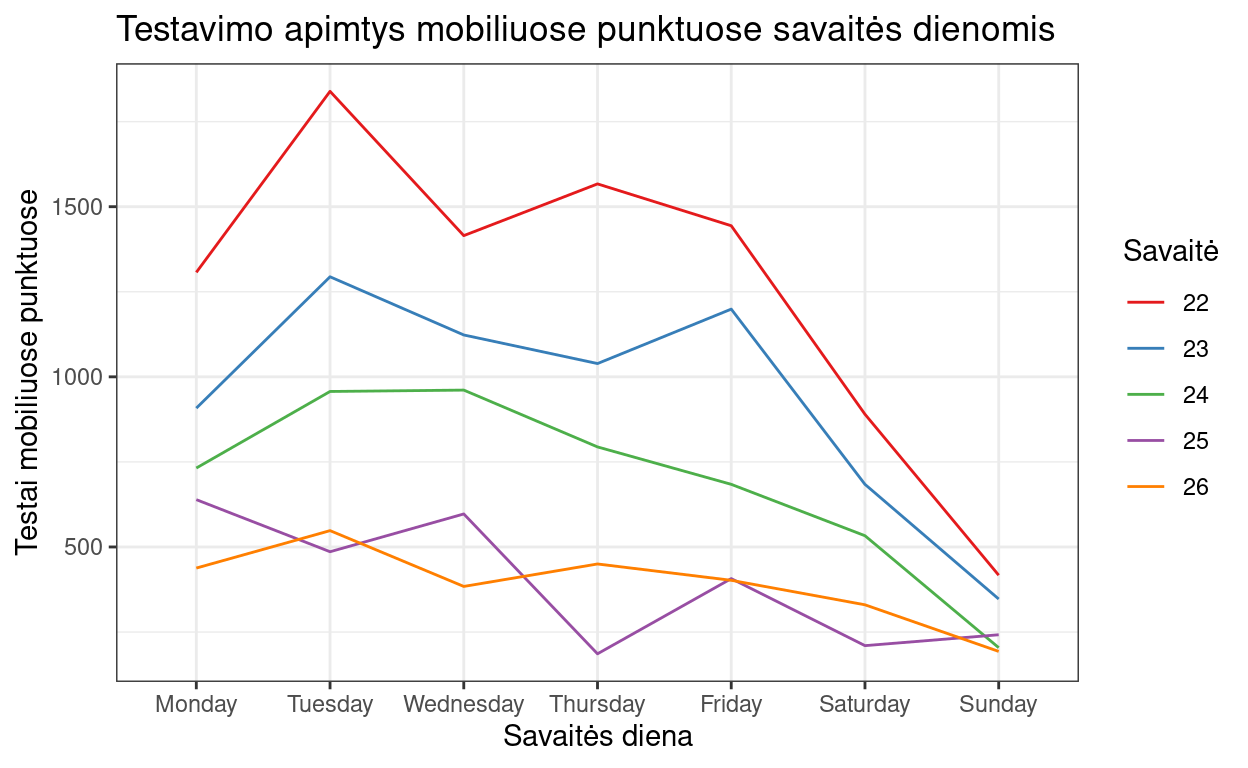 Testavimo apimtys mobiliuose punktuose savaitės dienomis
Testai mobiliuose punktuose
1500
1000
500
Monday Tuesday Wednesday Thursday Friday Saturday Sunday
Savaitės diena
Savaitė
22
23
24
25
26